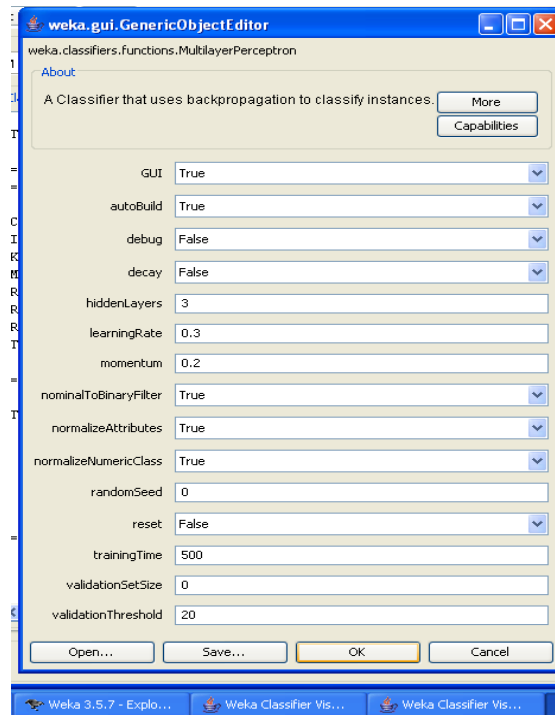 weka.gui.GenericObjectEditor
weka.classifiers.functions.MultilayerPerceptron
About
A Classifier that uses backpropagation to classify instances.
More
Capabilities
GUI True
autoBuild True
debug False
decay False
hiddenLayers 3
learningRate 0.3
momentum 0.2
nominalToBinaryFilter True
normalizeAttributes True
normalizeNumericClass True
randomSeed 0
reset False
trainingTime 500
validationSetSize 0
validationThreshold 20
Open... Save... OK Cancel
Weka 3.5.7 - Explo... Weka Classifier Vis... Weka Classifier Vis...